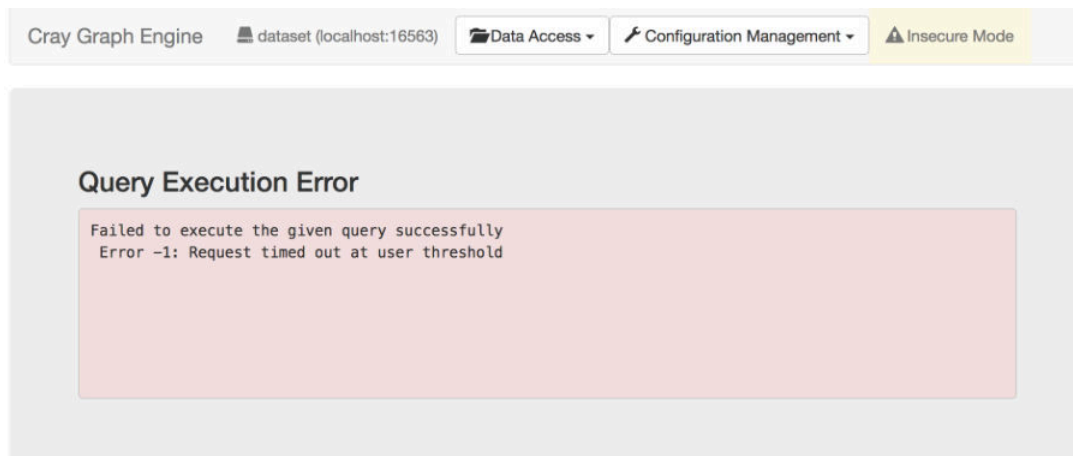 Cray Graph Engine dataset (localhost:16563) Data Access Configuration Management Insecure Mode
Query Execution Error
Failed to execute the given query successfully
Error -1: Request timed out at user threshold